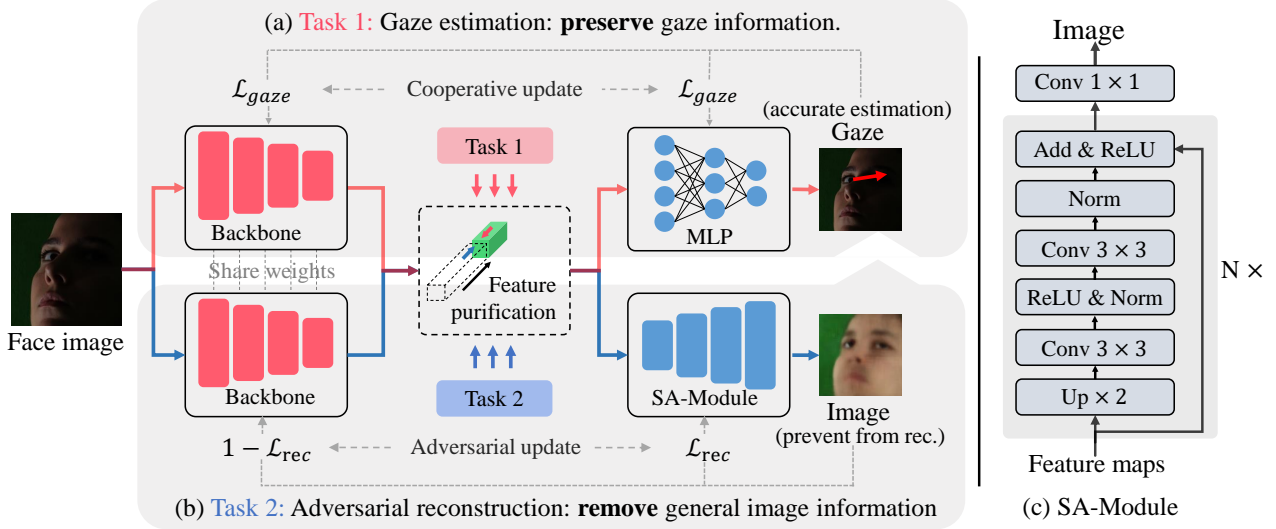 (a) Task 1: Gaze estimation: preserve gaze information.
ℒgaze
Cooperative update
ℒgaze
(accurate estimation)
Gaze
Task 1
Backbone
MLP
Share weights
Feature
purification
Face image
Backbone
Task 2
SA-Module
Image
(prevent from rec.)
1 − ℒrec
Adversarial update
ℒrec
(b) Task 2: Adversarial reconstruction: remove general image information
Image
Conv 1 × 1
Add & ReLU
Norm
Conv 3 × 3
N ×
ReLU & Norm
Conv 3 × 3
Up × 2
Feature maps
(c) SA-Module